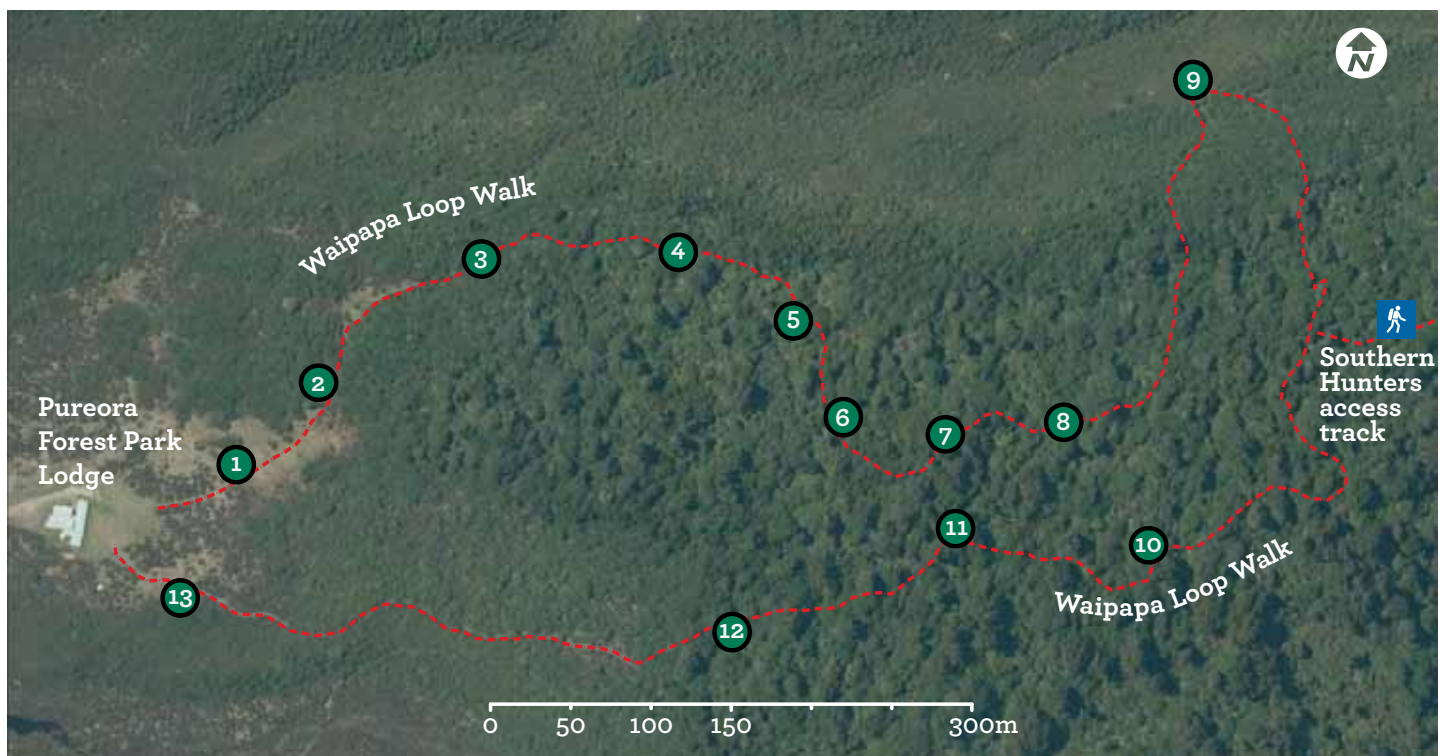 N
9
Waipapa Loop Walk
3
4
5
Southern
Hunters
access
track
2
6
7
8
Pureora
Forest Park
Lodge
1
11
10
Waipapa Loop Walk
13
12
0 50 100 150 300m